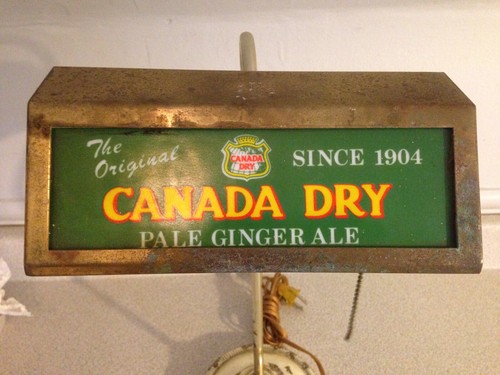 The Original
CANADA DRY
SINCE 1904
CANADA DRY
PALE GINGER ALE